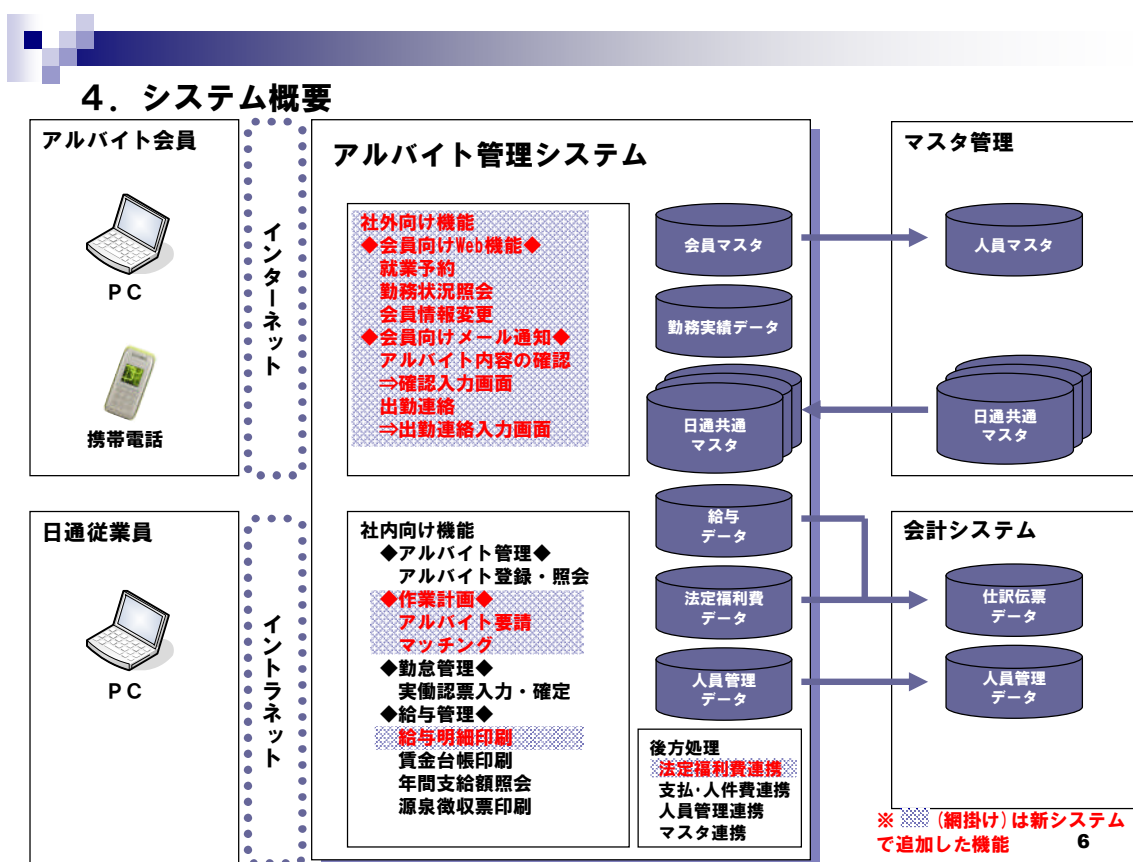 ４．システム概要
アルバイト会員
ＰＣ
携帯電話
インターネット
日通従業員
ＰＣ
イントラネット
アルバイト管理システム
社外向け機能
◆会員向けWeb機能◆
就業予約
勤務状況照会
会員情報変更
◆会員向けメール通知◆
アルバイト内容の確認
⇒確認入力画面
出勤連絡
⇒出勤連絡入力画面
社内向け機能
◆アルバイト管理◆
アルバイト登録・照会
◆作業計画◆
アルバイト要請
マッチング
◆勤怠管理◆
実働認票入力・確定
◆給与管理◆
給与明細印刷
賃金台帳印刷
年間支給額照会
源泉徴収票印刷
会員マスタ
勤務実績データ
日通共通
マスタ
給与
データ
法定福利費
データ
人員管理
データ
後方処理
法定福利費連携
支払･人件費連携
人員管理連携
マスタ連携
マスタ管理
人員マスタ
日通共通
マスタ
会計システム
仕訳伝票
データ
人員管理
データ
※ (網掛け)は新システム
で追加した機能
6